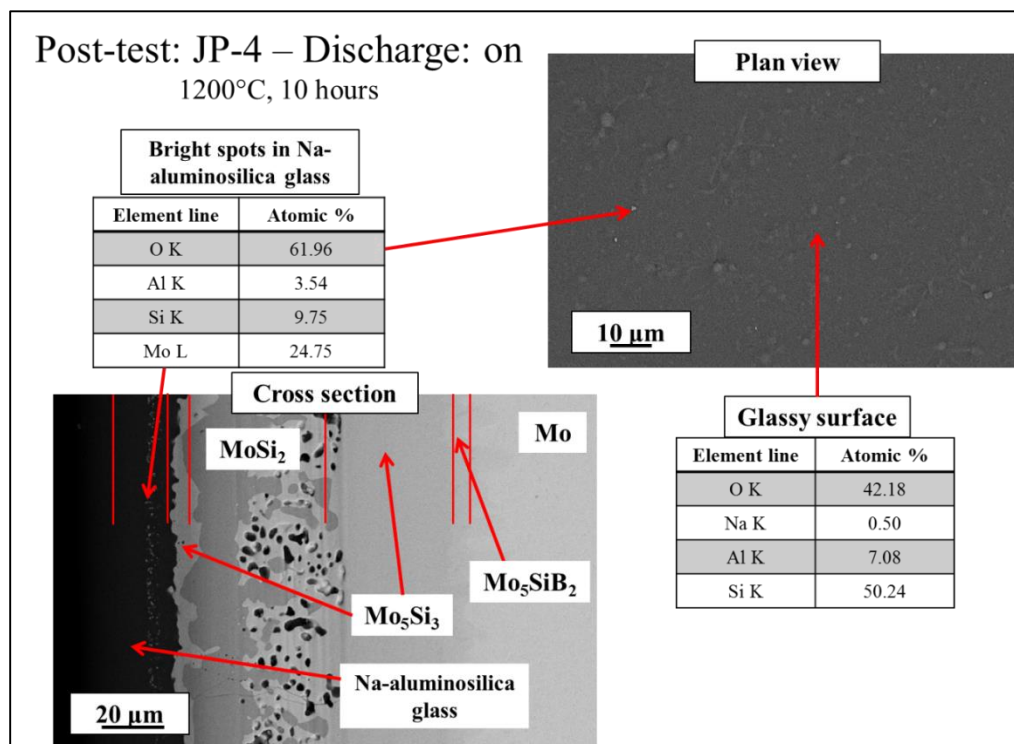 Post-test: JP-4 – Discharge: on
1200°C, 10 hours
Plan view
Bright spots in Na-
aluminosilica glass
Element line Atomic %
O K 61.96
Al K 3.54
Si K 9.75
Mo L 24.75
10 µm
Cross section
MoSi₂
Mo
Mo₅SiB₂
Mo₅Si₃
Na-aluminosilica
glass
20 µm
Glassy surface
Element line Atomic %
O K 42.18
Na K 0.50
Al K 7.08
Si K 50.24